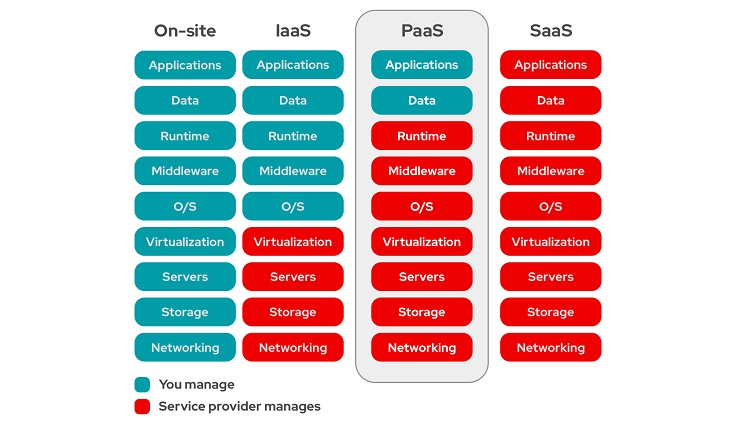 On-site IaaS PaaS SaaS
Applications Applications Applications Applications
Data Data Data Data
Runtime Runtime Runtime Runtime
Middleware Middleware Middleware Middleware
O/S O/S O/S O/S
Virtualization Virtualization Virtualization Virtualization
Servers Servers Servers Servers
Storage Storage Storage Storage
Networking Networking Networking Networking
You manage
Service provider manages